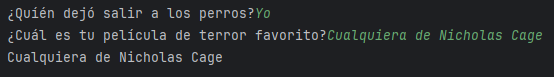 ¿Quíén dejó salir a los perros?Yo
¿Cuál es tu película de terror favorito?Cualquiera de Nicholas Cage
Cualquiera de Nicholas Cage